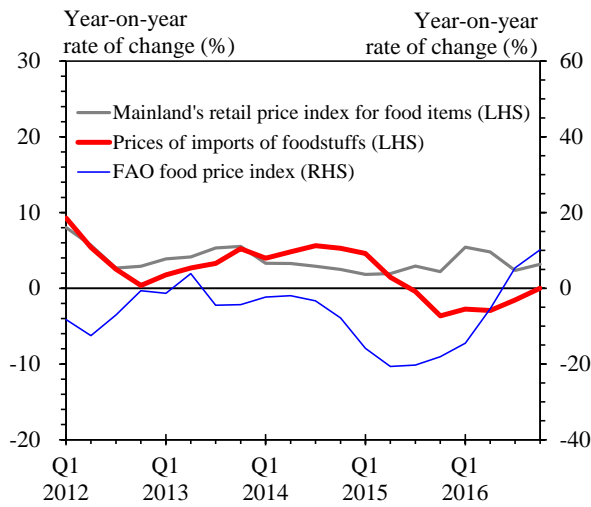 Year-on-year
rate of change (%)
Year-on-year
rate of change (%)
30
60
Mainland's retail price index for food items (LHS)
20
40
Prices of imports of foodstuffs (LHS)
FAO food price index (RHS)
10
20
0
0
-10
-20
-20
-40
Q1 Q1 Q1 Q1 Q1
2012 2013 2014 2015 2016